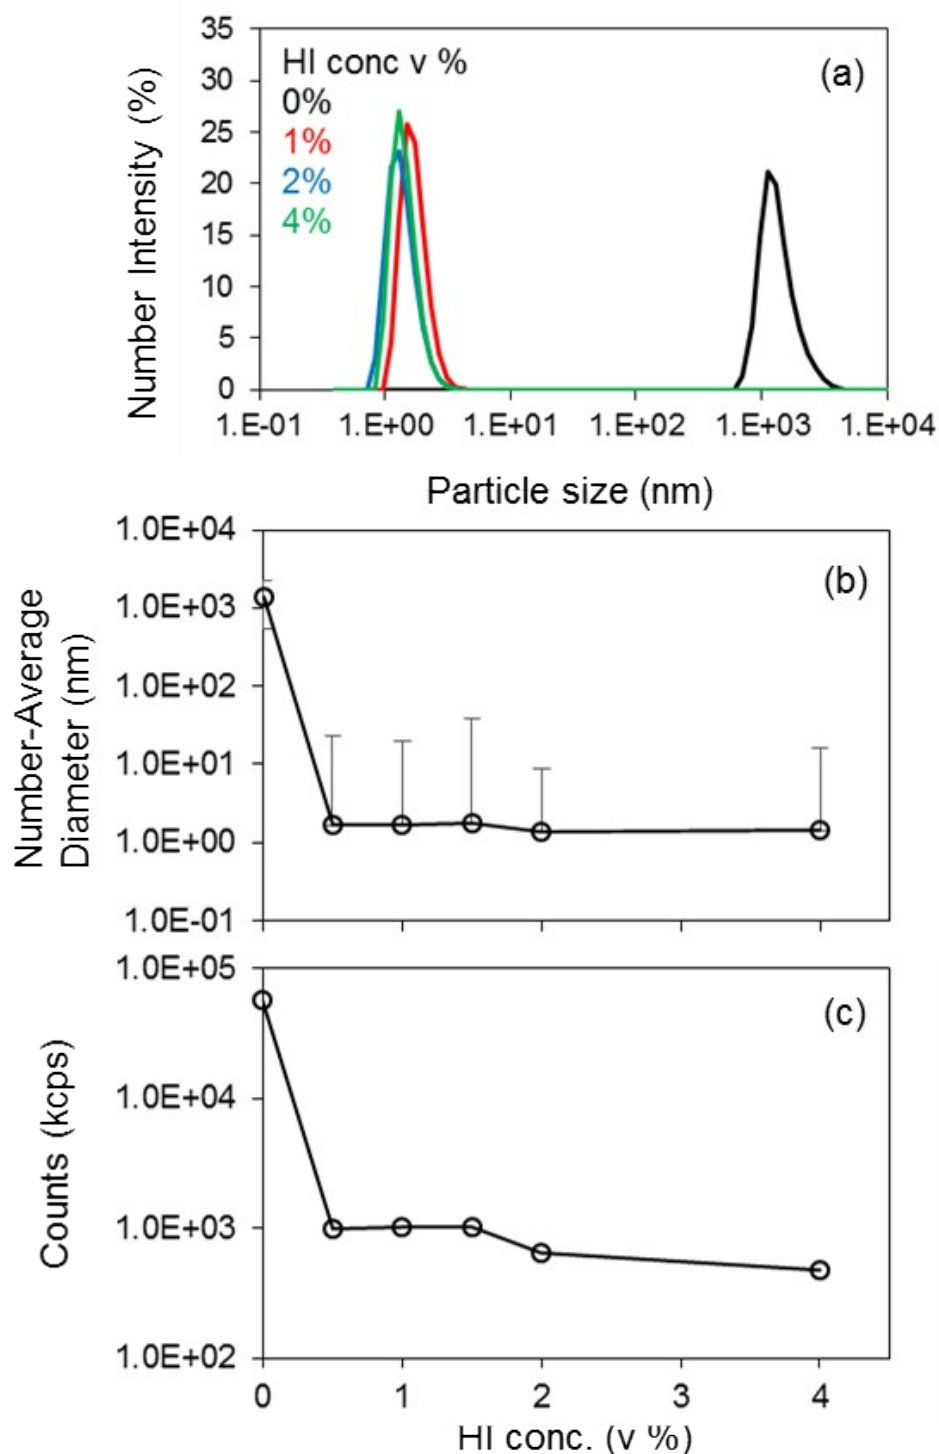 35
30
25
20
15
10
5
0
Number Intensity (%)
HI conc v %
0%
1%
2%
4%
(a)
1.E-01 1.E+00 1.E+01 1.E+02 1.E+03 1.E+04
Particle size (nm)
1.0E+04
1.0E+03
1.0E+02
1.0E+01
1.0E+00
1.0E-01
Number-Average
Diameter (nm)
(b)
1.0E+05
1.0E+04
1.0E+03
1.0E+02
Counts (kcps)
(c)
0 1 2 3 4
HI conc. (v %)